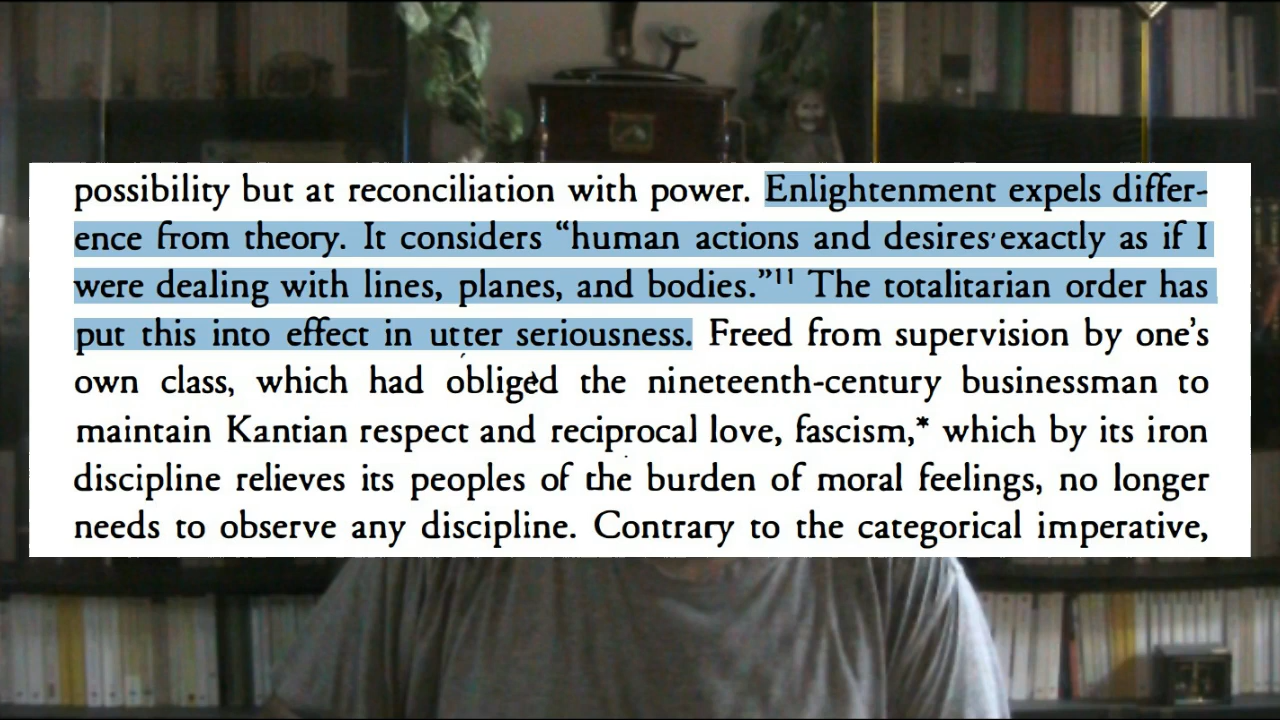 possibility but at reconciliation with power. Enlightenment expels differ-
ence from theory. It considers “human actions and desires exactly as if I
were dealing with lines, planes, and bodies.”11 The totalitarian order has
put this into effect in utter seriousness. Freed from supervision by one’s
own class, which had obliged the nineteenth-century businessman to
maintain Kantian respect and reciprocal love, fascism,* which by its iron
discipline relieves its peoples of the burden of moral feelings, no longer
needs to observe any discipline. Contrary to the categorical imperative,